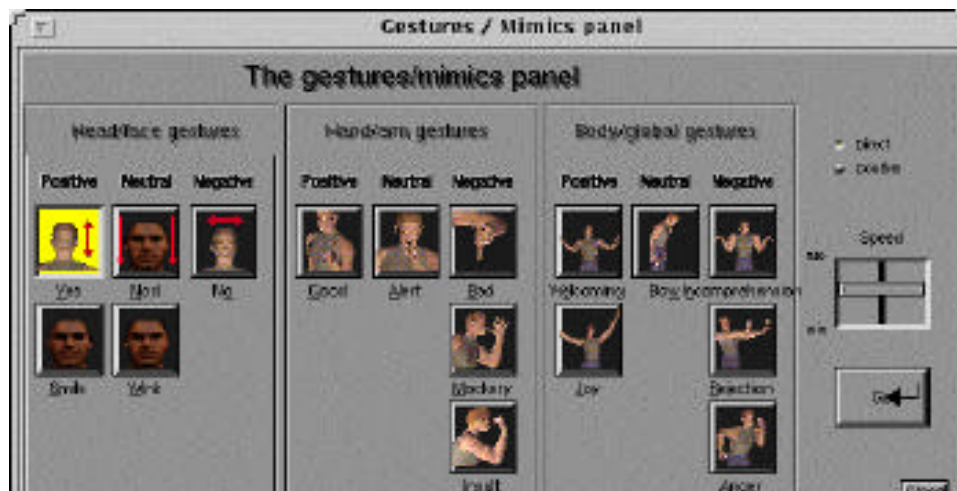 Gestures / Mimics panel
The gestures/mimics panel
Head/face gestures
Positive Neutral Negative
Yes Nod No
Smile Wink
Hand/arm gestures
Positive Neutral Negative
Good Alert Bad
Mockery
Insult
Body/global gestures
Positive Neutral Negative
Welcoming Bow Incomprehension
Joy Rejection
Anger
Direct
Speed